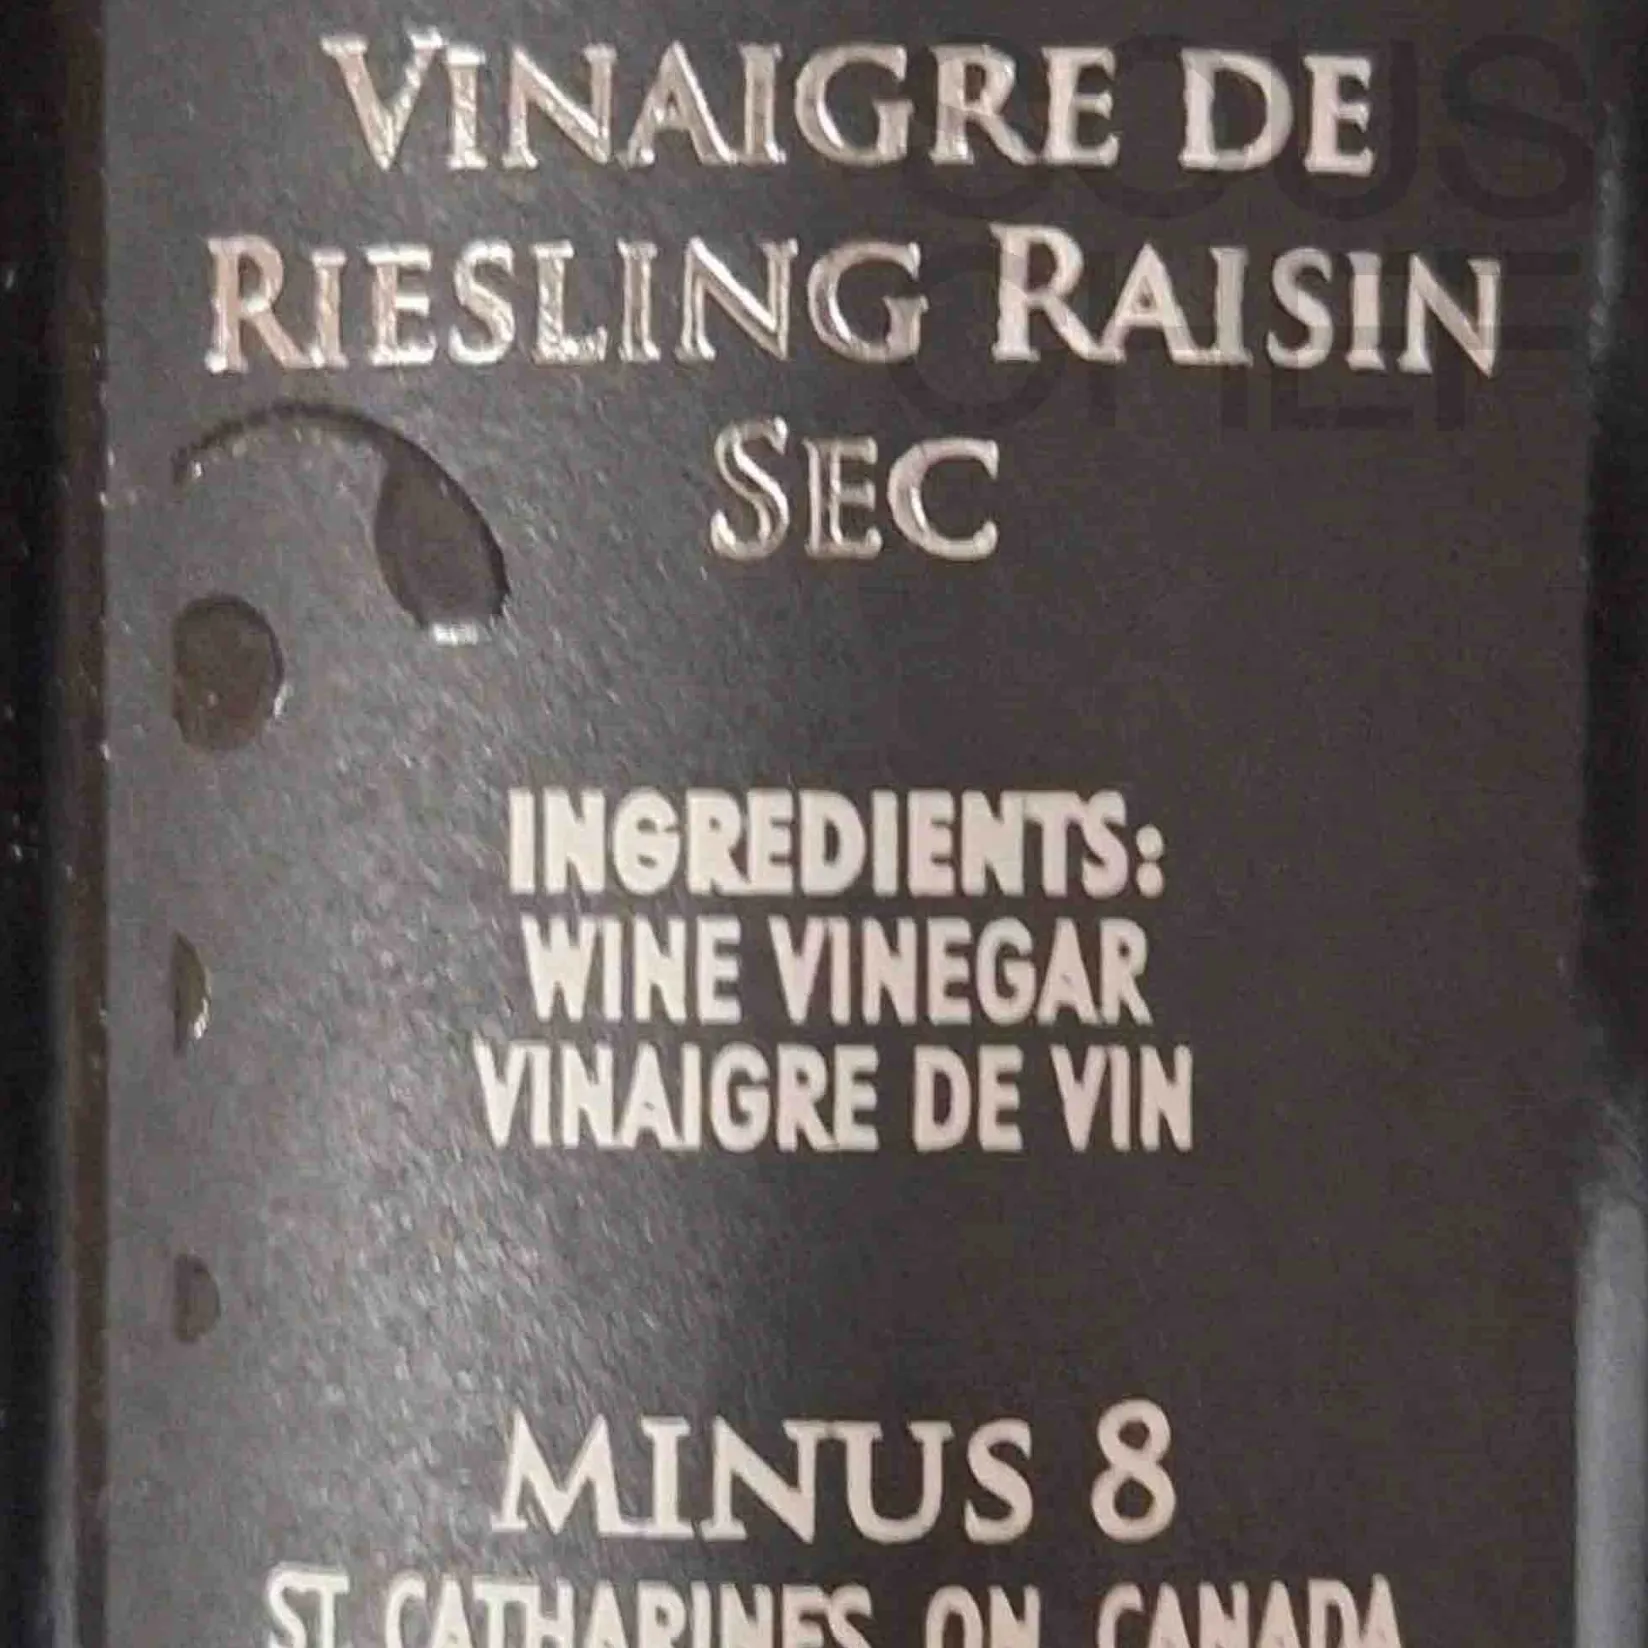 VINAIGRE DE
RIESLING RAISIN
SEC
INGREDIENTS:
WINE VINEGAR
VINAIGRE DE VIN
MINUS 8
ST CATHARINES, ON, CANADA